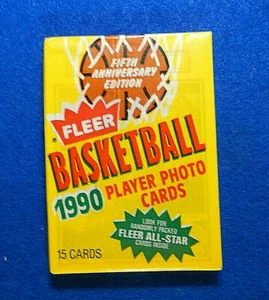 FIFTH
ANNIVERSARY
EDITION
FLEER
BASKETBALL
1990 PLAYER PHOTO
CARDS
LOOK FOR
RANDOMLY PACKED
FLEER ALL-STAR
CARDS INSIDE
15 CARDS